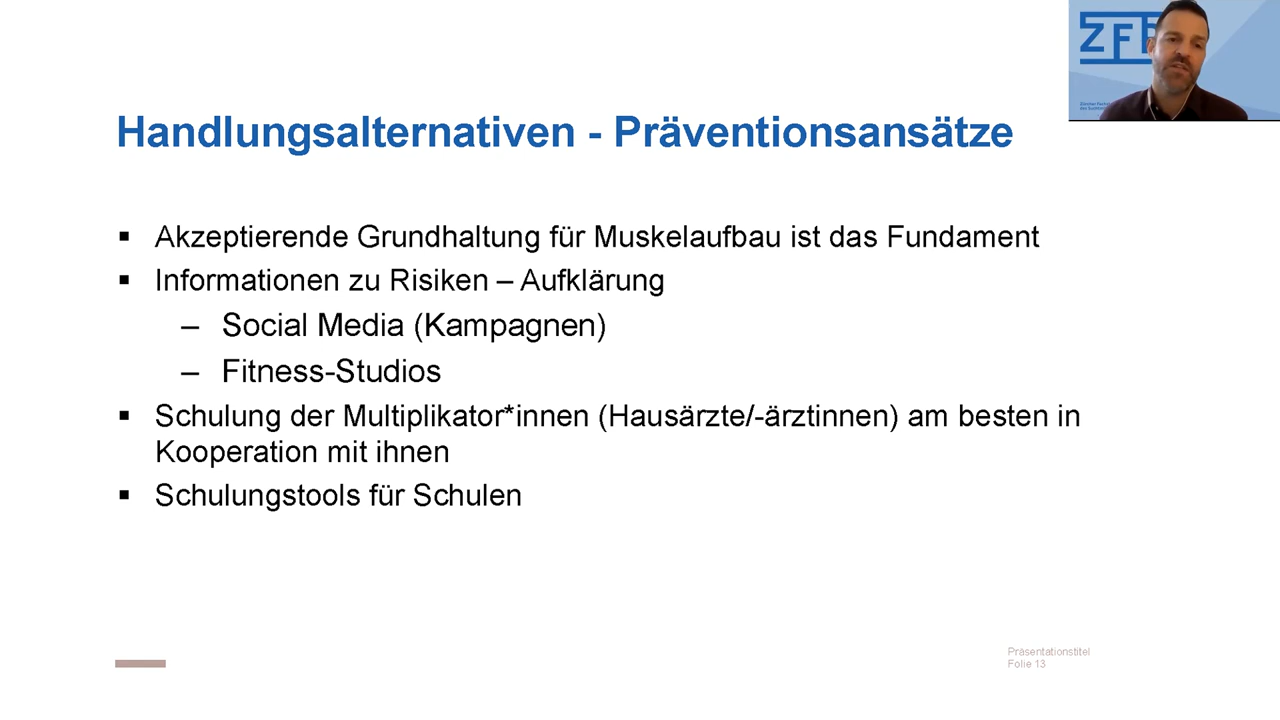 Handlungsalternativen - Präventionsansätze
▪ Akzeptierende Grundhaltung für Muskelaufbau ist das Fundament
▪ Informationen zu Risiken – Aufklärung
– Social Media (Kampagnen)
– Fitness-Studios
▪ Schulung der Multiplikator*innen (Hausärzte/-ärztinnen) am besten in
Kooperation mit ihnen
▪ Schulungstools für Schulen
Präsentationstitel
Folie 13